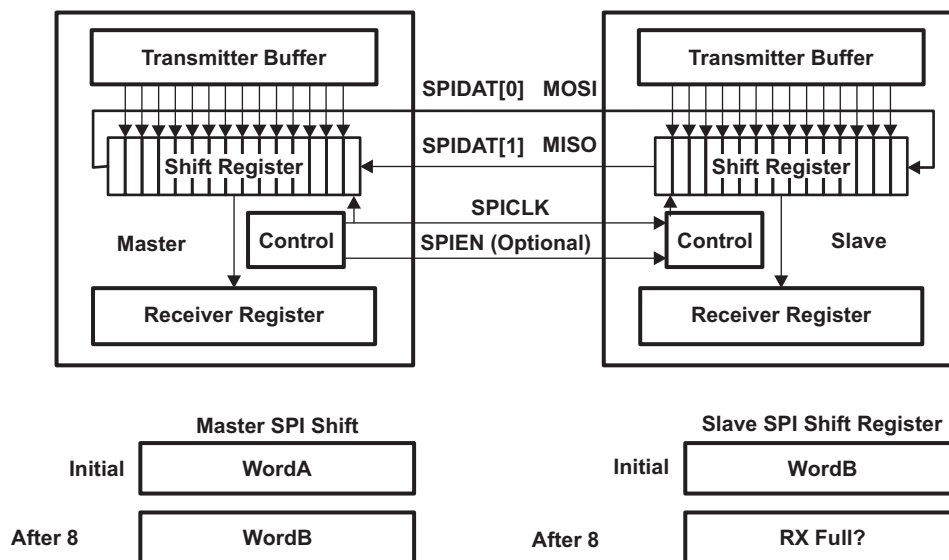 Transmitter Buffer
Transmitter Buffer
SPIDAT[0] MOSI
Shift Register
SPIDAT[1] MISO
Shift Register
SPICLK
Master
Control
SPIEN (Optional)
Control
Slave
Receiver Register
Receiver Register
Master SPI Shift
Slave SPI Shift Register
Initial
WordA
Initial
WordB
After 8
WordB
After 8
RX Full?